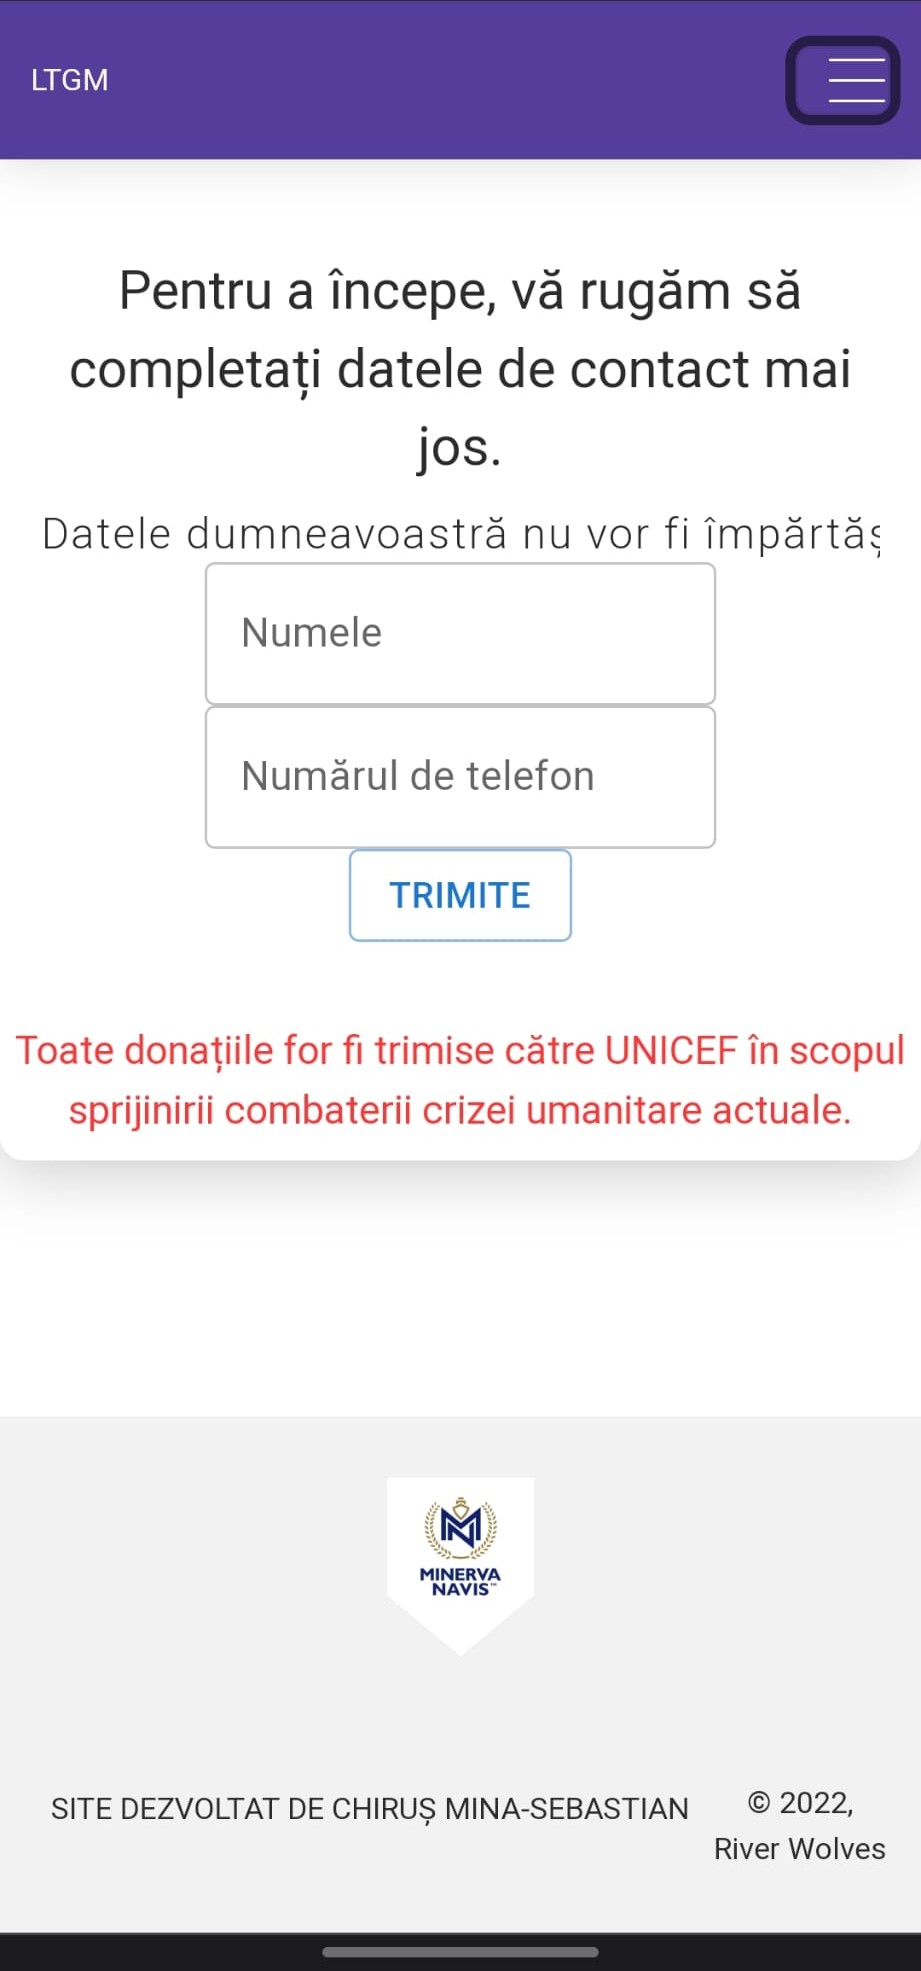 LTGM
Pentru a începe, vă rugăm să
completați datele de contact mai
jos.
Datele dumneavoastră nu vor fi împărtăș
Numele
Numărul de telefon
TRIMITE
Toate donațiile for fi trimise către UNICEF în scopul
sprijinirii combaterii crizei umanitare actuale.
MINERVA
NAVIS™
SITE DEZVOLTAT DE CHIRUȘ MINA-SEBASTIAN
© 2022,
River Wolves